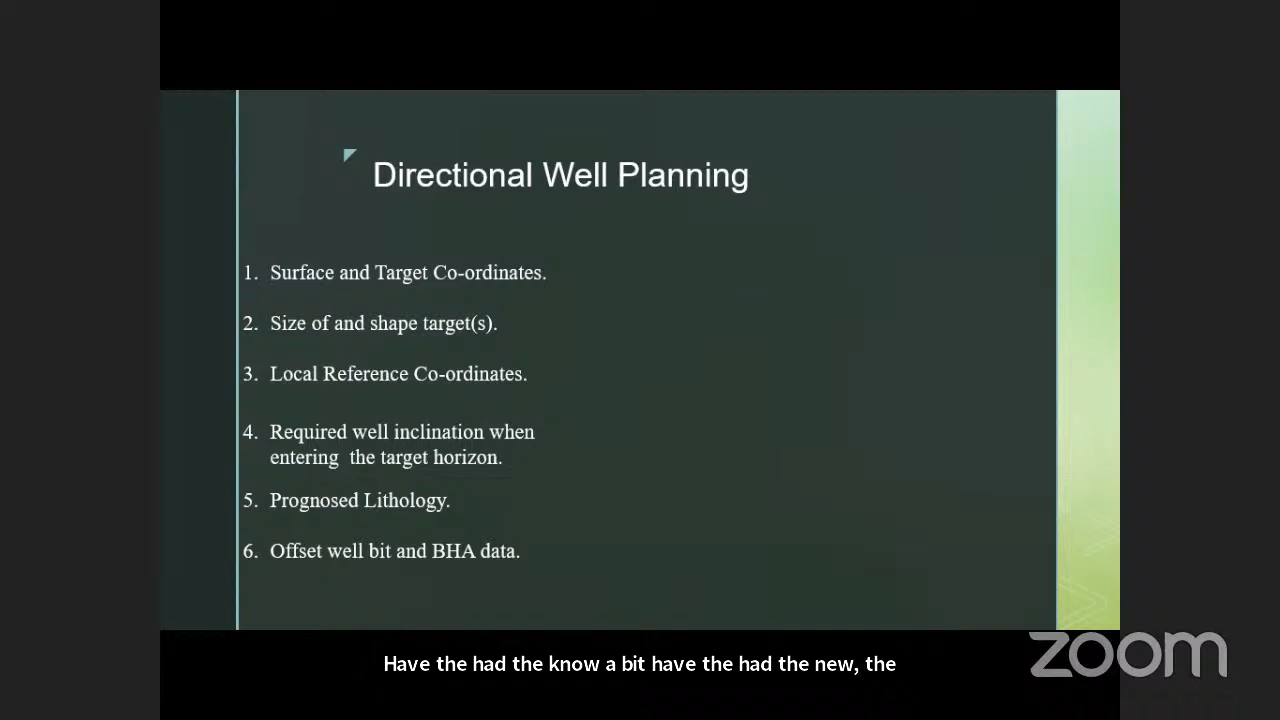 Directional Well Planning
1. Surface and Target Co-ordinates.
2. Size of and shape target(s).
3. Local Reference Co-ordinates.
4. Required well inclination when
entering the target horizon.
5. Prognosed Lithology.
6. Offset well bit and BHA data.
Have the had the know a bit have the had the new, the
zoom